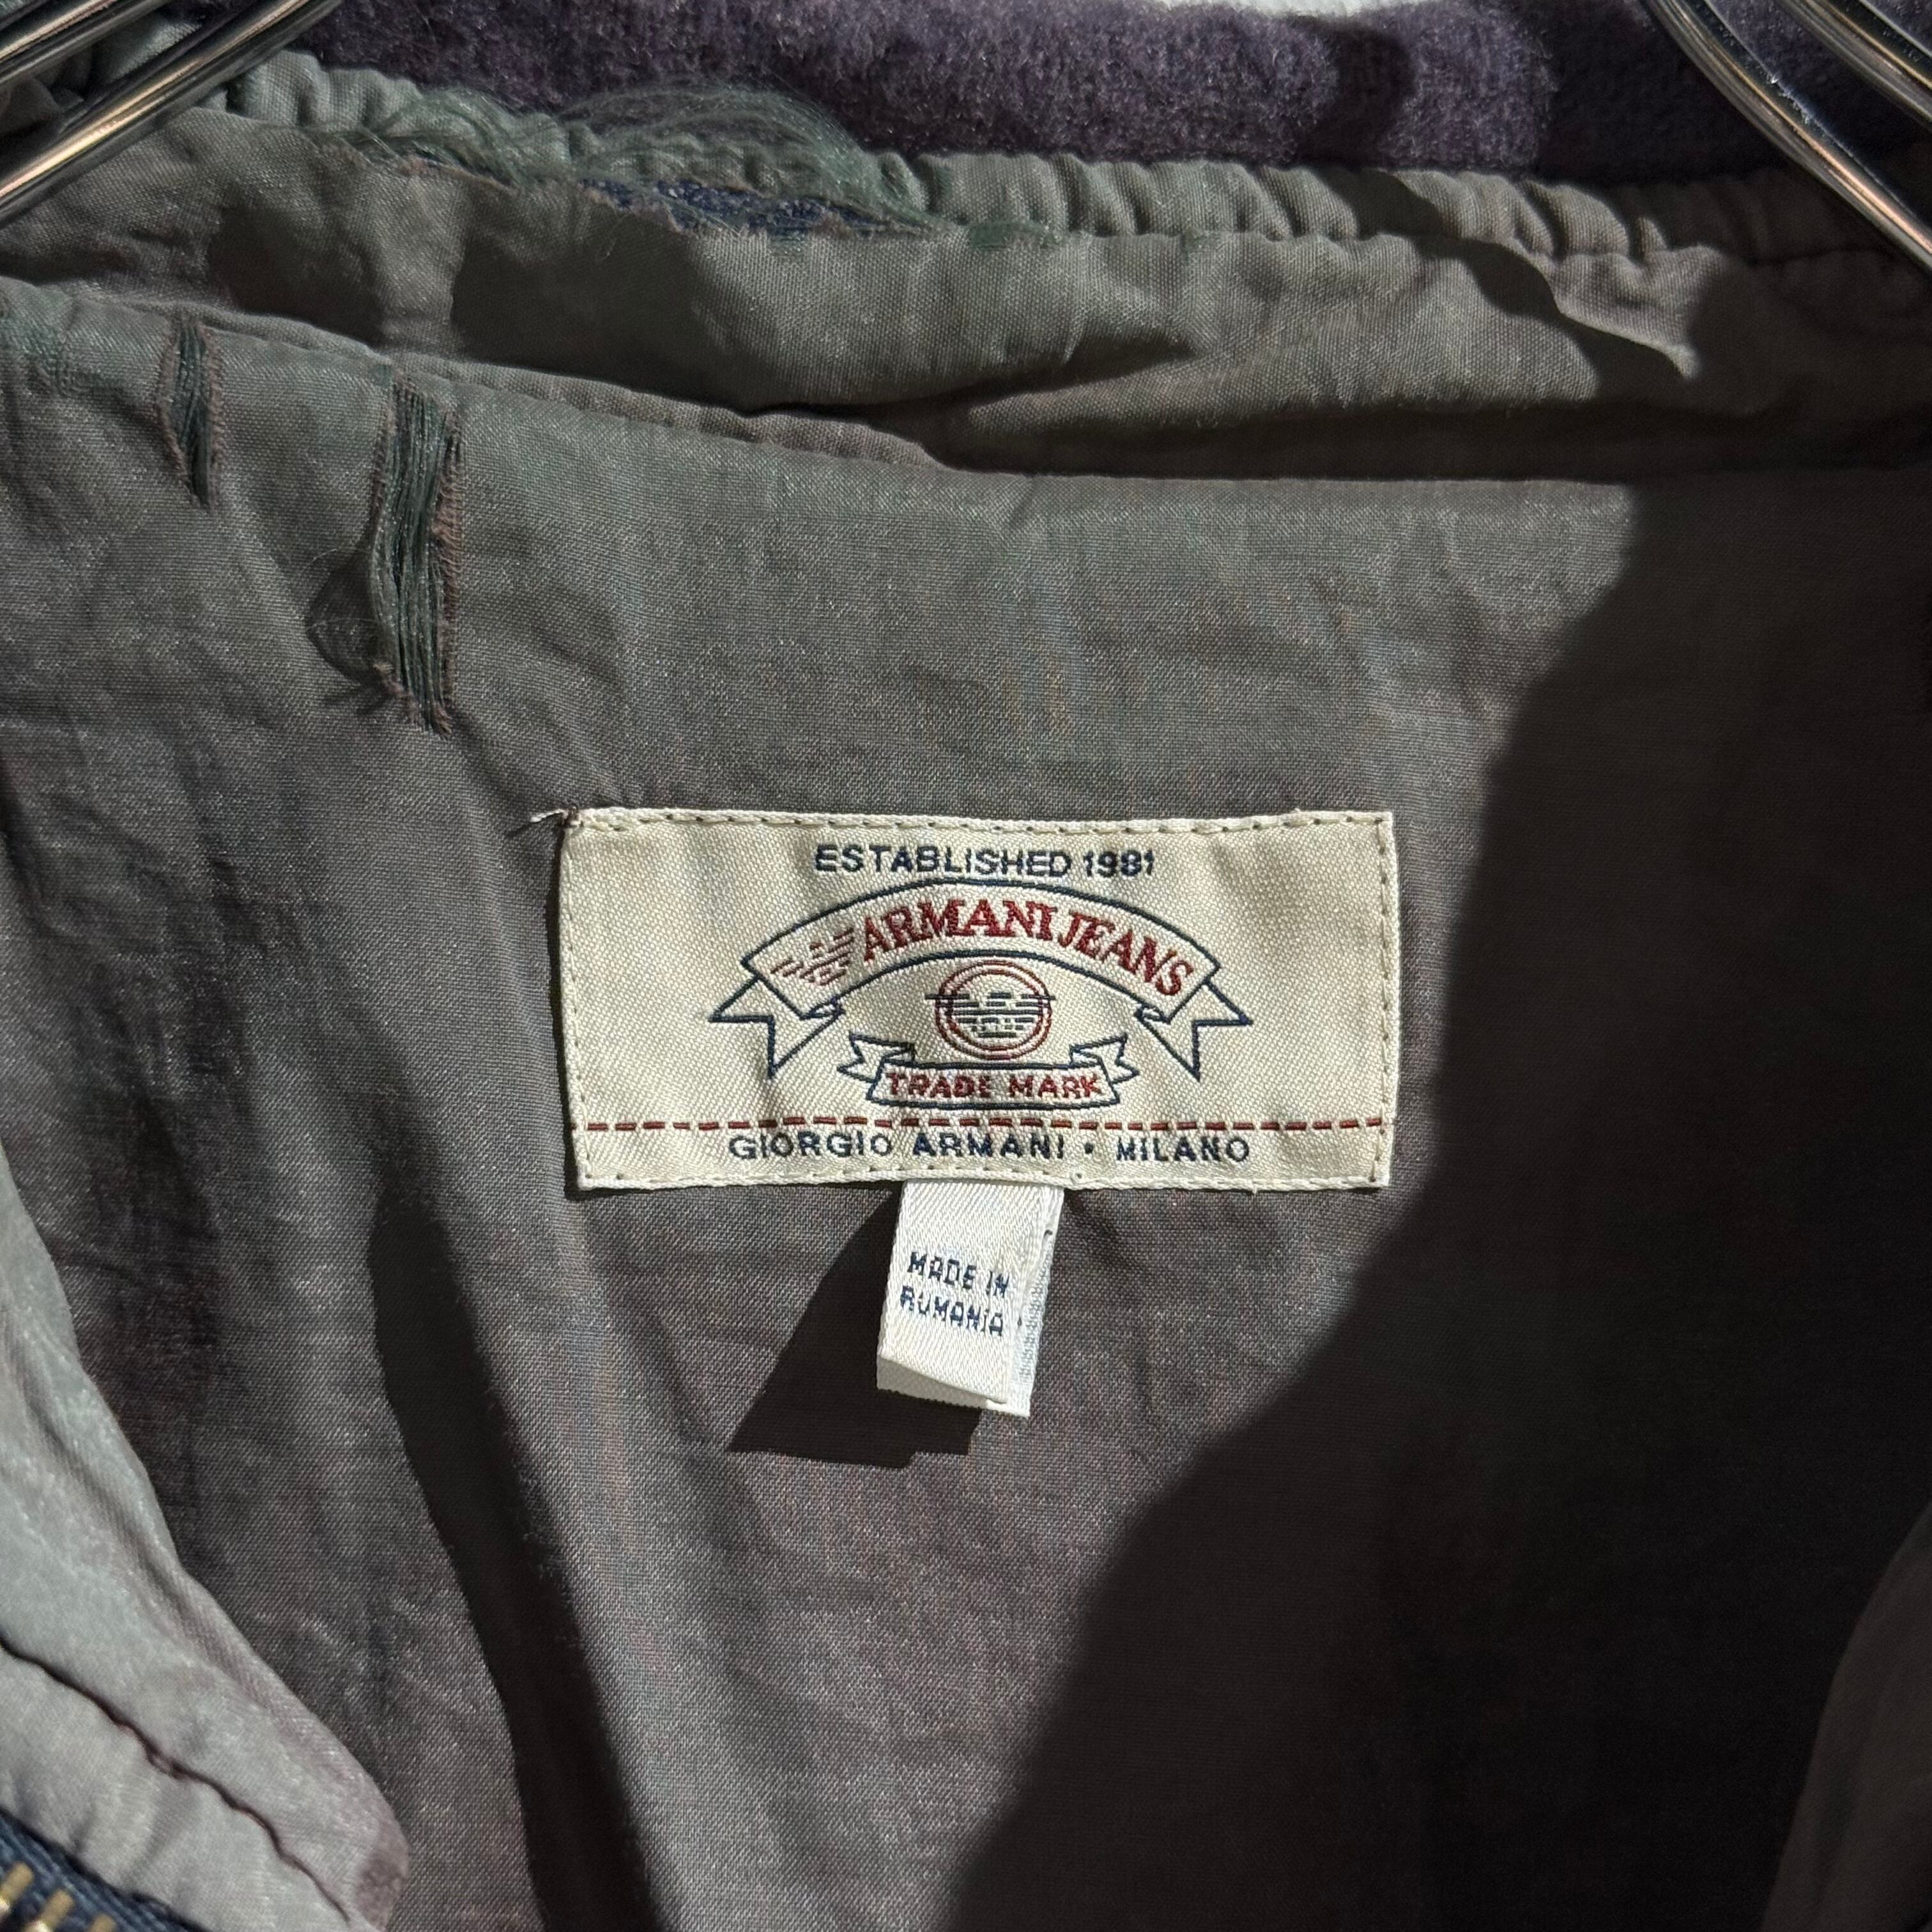 ESTABLISHED 1981
ARMANI JEANS
TRADE MARK
GIORGIO ARMANI • MILANO
MADE IN
RUMANIA